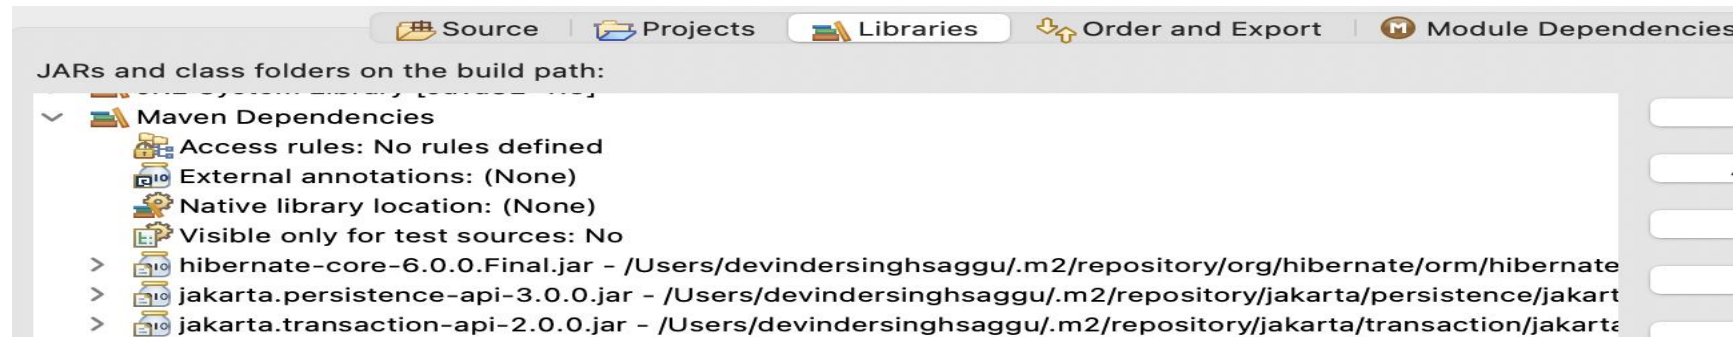 Source Projects Libraries Order and Export Module Dependencies
JARs and class folders on the build path:
Maven Dependencies
Access rules: No rules defined
External annotations: (None)
Native library location: (None)
Visible only for test sources: No
hibernate-core-6.0.0.Final.jar - /Users/devindersinghsaggu/.m2/repository/org/hibernate/orm/hibernate
jakarta.persistence-api-3.0.0.jar - /Users/devindersinghsaggu/.m2/repository/jakarta/persistence/jakart
jakarta.transaction-api-2.0.0.jar - /Users/devindersinghsaggu/.m2/repository/jakarta/transaction/jakarta